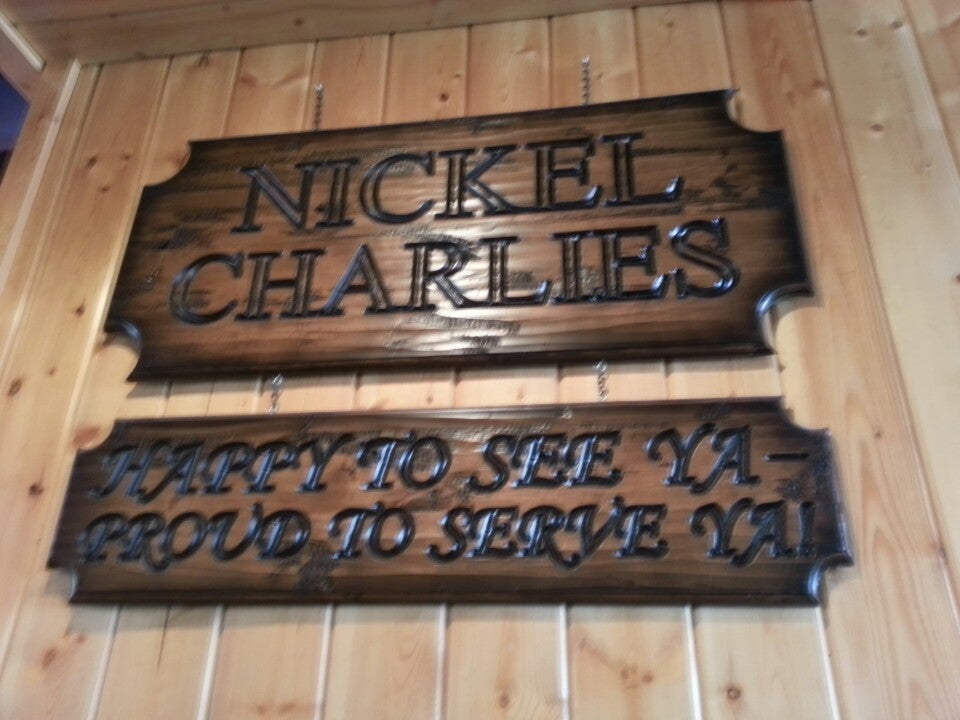 NICKEL
CHARLIES
HAPPY TO SEE YA-
PROUD TO SERVE YA!